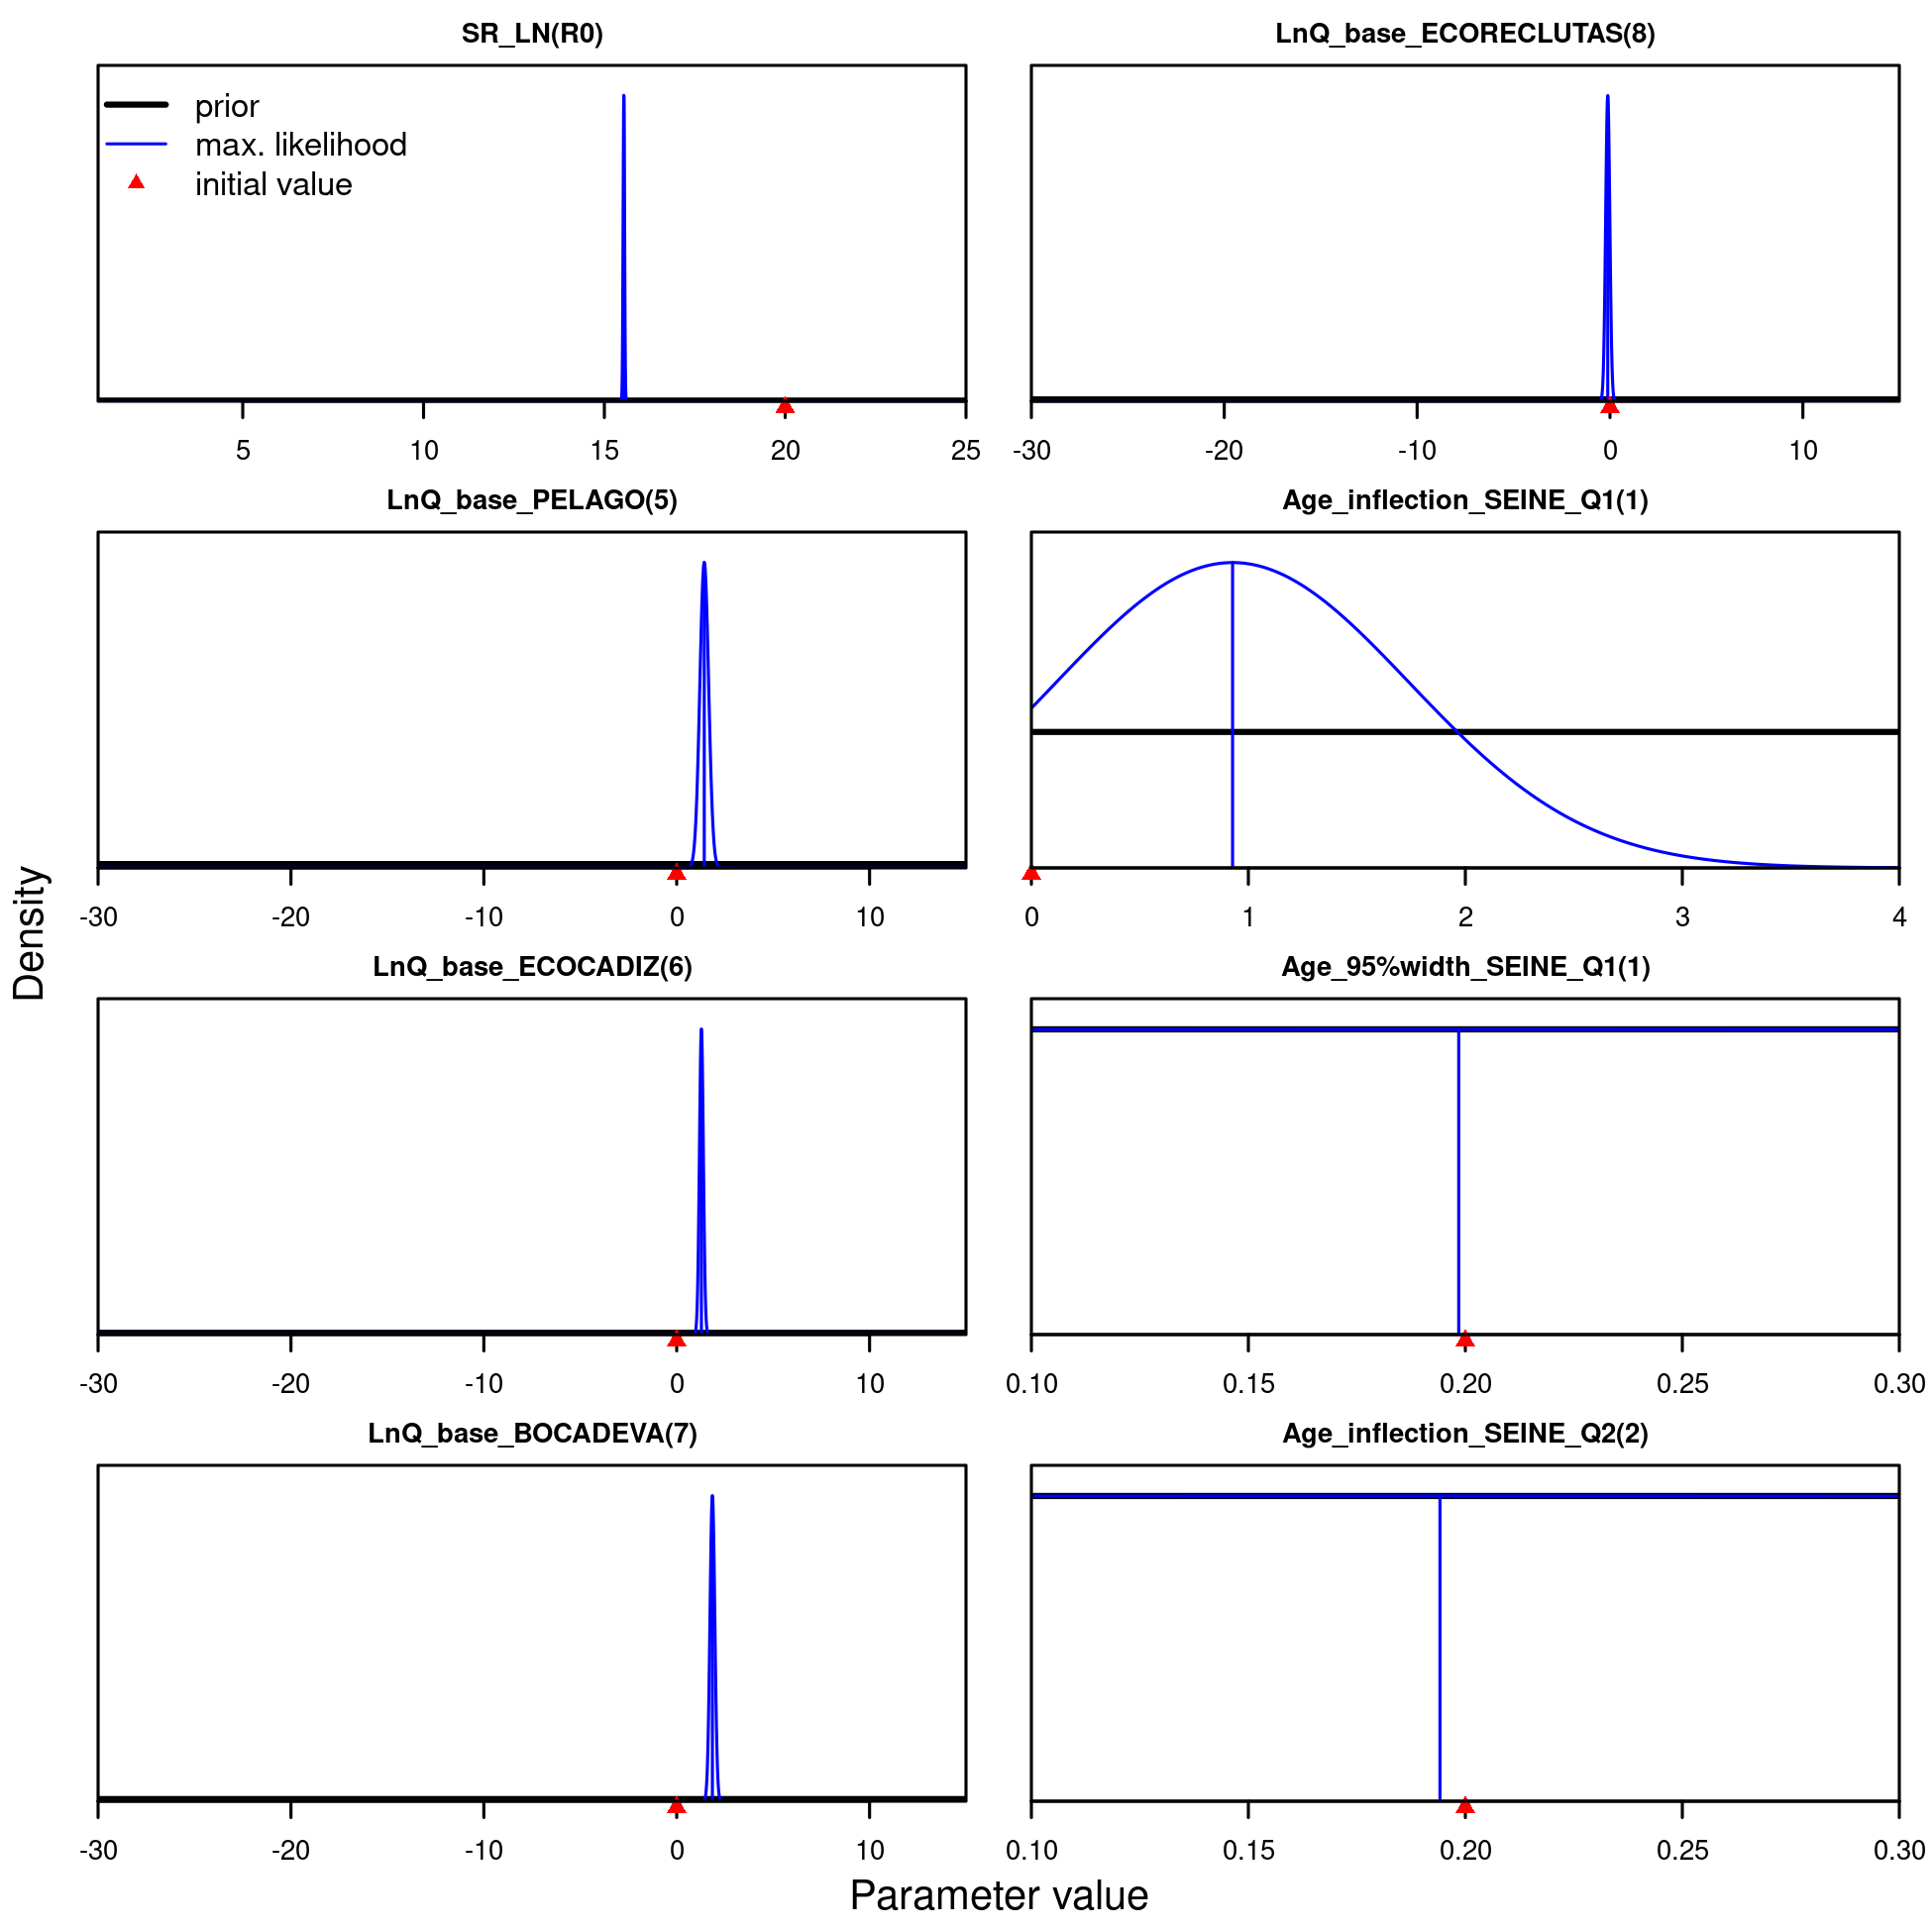 SR_LN(R0)
prior
max. likelihood
initial value
5 10 15 20 25
LnQ_base_ECORECLUTAS(8)
-30 -20 -10 0 10
LnQ_base_PELAGO(5)
-30 -20 -10 0 10
Age_inflection_SEINE_Q1(1)
0 1 2 3 4
LnQ_base_ECOCADIZ(6)
-30 -20 -10 0 10
Age_95%width_SEINE_Q1(1)
0.10 0.15 0.20 0.25 0.30
LnQ_base_BOCADEVA(7)
-30 -20 -10 0 10
Age_inflection_SEINE_Q2(2)
0.10 0.15 0.20 0.25 0.30
Density
Parameter value